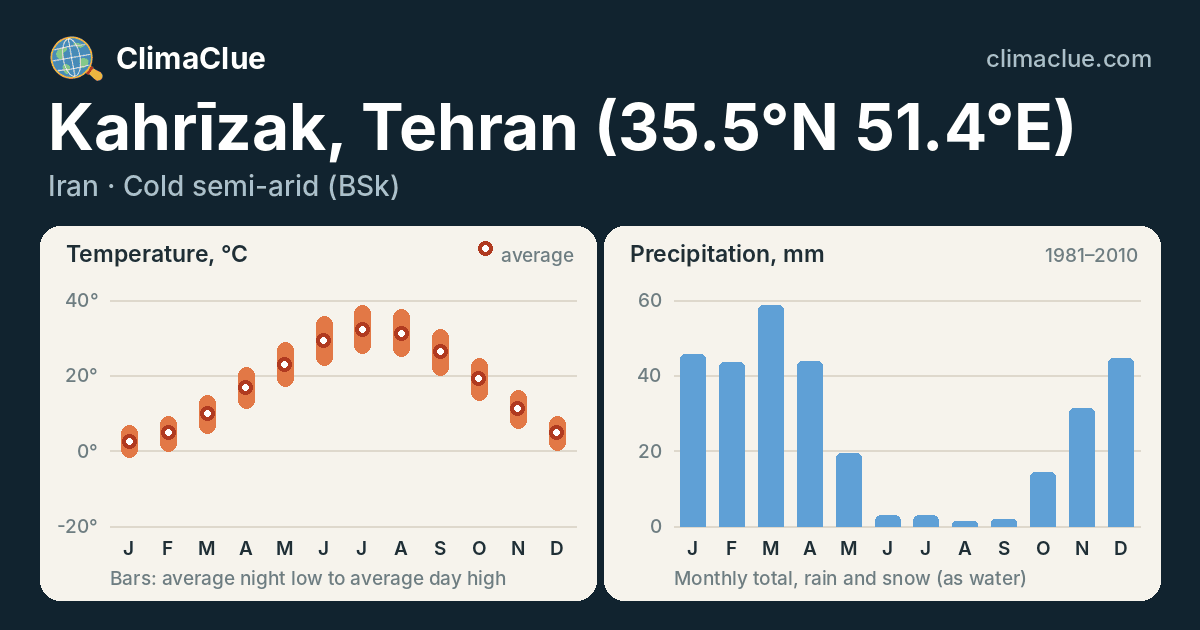 ClimaClue
climaclue.com
Kahrīzak, Tehran (35.5°N 51.4°E)
Iran · Cold semi-arid (BSk)
Temperature, °C
average
40°
20°
0°
-20°
J F M A M J J A S O N D
Bars: average night low to average day high
Precipitation, mm
1981–2010
60
40
20
0
J F M A M J J A S O N D
Monthly total, rain and snow (as water)